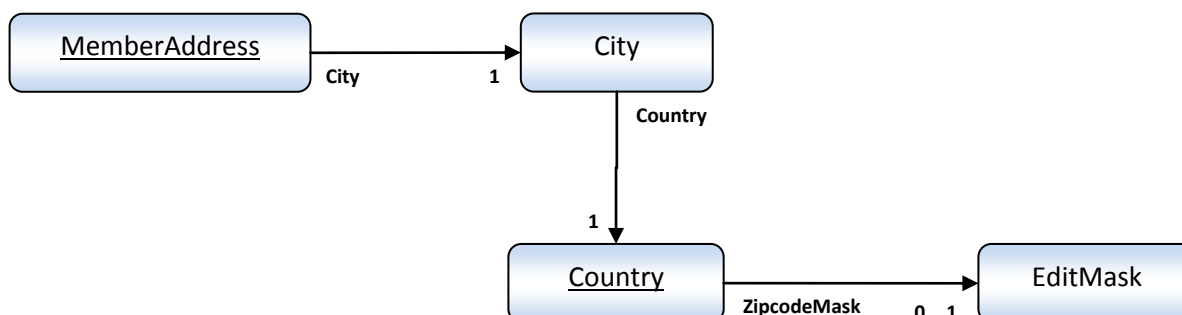 MemberAddress
City
City
1
Country
1
Country
EditMask
ZipcodeMask
0 1